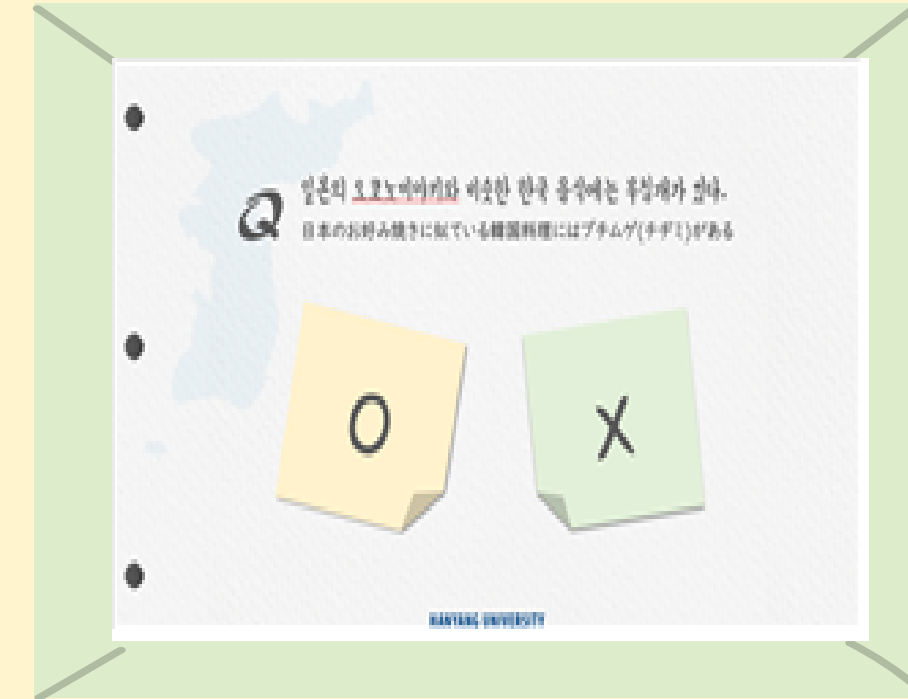 Q 일본의 오코노미야키와 비슷한 한국 음식에는 부침개가 있다.
日本のお好み焼きに似ている韓国料理にはプチムゲ(チヂミ)がある
O X
HANYANG UNIVERSITY